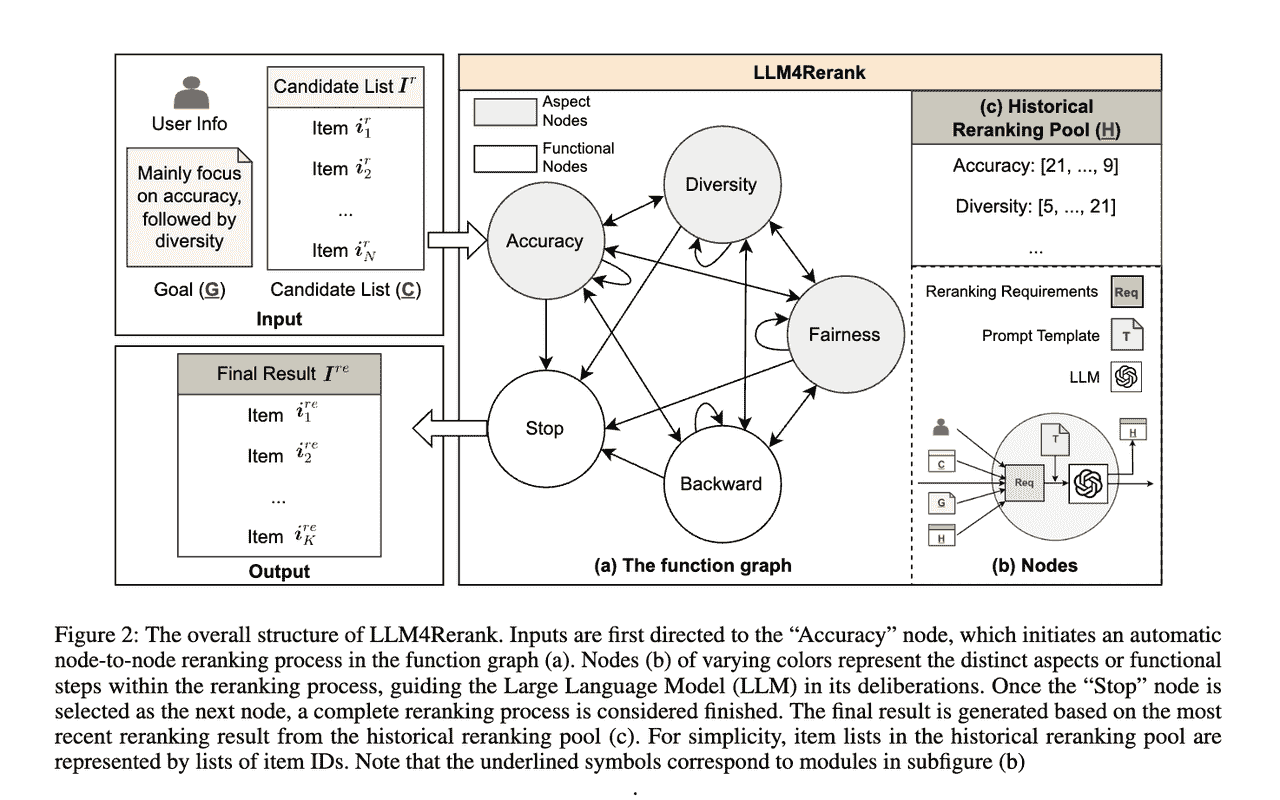 User Info
Mainly focus
on accuracy,
followed by
diversity
Goal (G)
Candidate List I^r
Item i_1^r
Item i_2^r
...
Item i_N^r
Candidate List (C)
Input
Final Result I^re
Item i_1^re
Item i_2^re
...
Item i_K^re
Output
LLM4Rerank
Aspect
Nodes
Functional
Nodes
Diversity
Accuracy
Fairness
Stop
Backward
(a) The function graph
(c) Historical
Reranking Pool (H)
Accuracy: [21, ..., 9]
Diversity: [5, ..., 21]
...
Reranking Requirements Req
Prompt Template T
LLM
T
H
C
Req
G
H
(b) Nodes
Figure 2: The overall structure of LLM4Rerank. Inputs are first directed to the “Accuracy” node, which initiates an automatic
node-to-node reranking process in the function graph (a). Nodes (b) of varying colors represent the distinct aspects or functional
steps within the reranking process, guiding the Large Language Model (LLM) in its deliberations. Once the “Stop” node is
selected as the next node, a complete reranking process is considered finished. The final result is generated based on the most
recent reranking result from the historical reranking pool (c). For simplicity, item lists in the historical reranking pool are
represented by lists of item IDs. Note that the underlined symbols correspond to modules in subfigure (b)
.